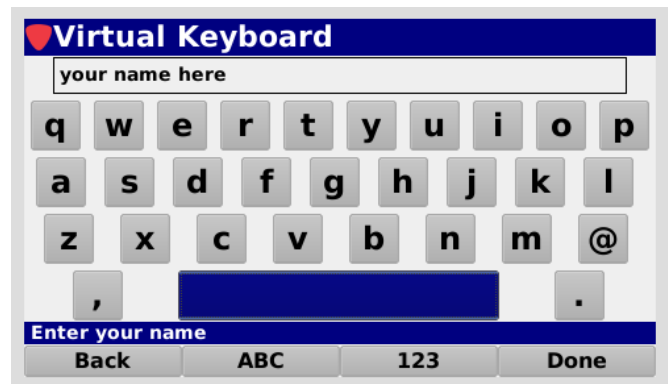 Virtual Keyboard
your name here
q w e r t y u i o p
a s d f g h j k l
z x c v b n m @
, .
Enter your name
Back ABC 123 Done